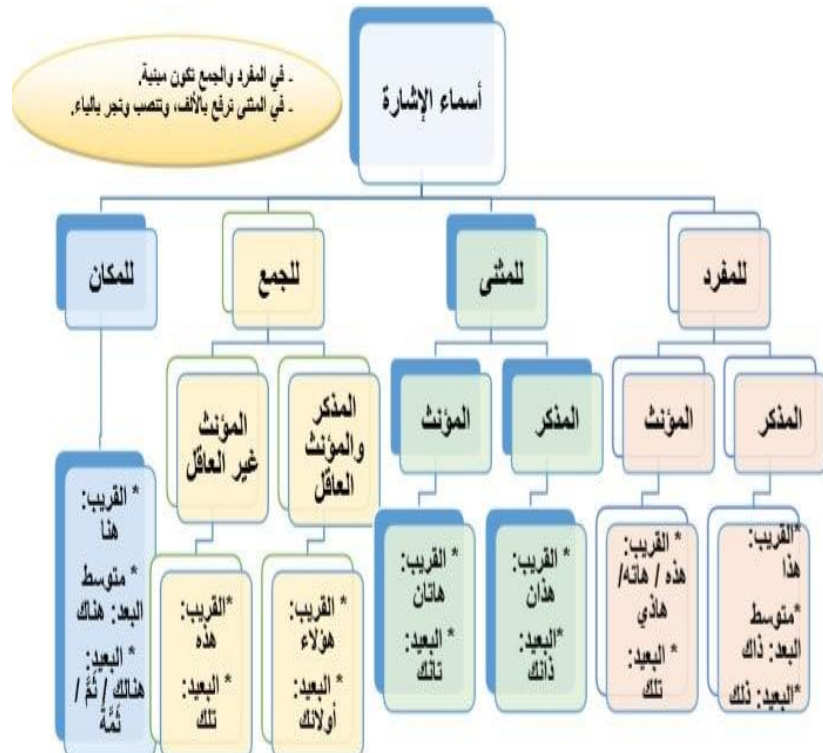 أسماء الإشارة
- في المفرد والجمع تكون مبنية.
- في المثنى ترفع بالألف، وتنصب وتجر بالياء.
للمفرد
للمثنى
للجمع
للمكان
المذكر
المؤنث
المذكر
المؤنث
المذكر
والمؤنث
العاقل
المؤنث
غير العاقل
*القريب:
هذا
*متوسط
البعد: ذاك
*البعيد: ذلك
* القريب:
هذه / هاته/
هاذي
* البعيد:
تلك
* القريب:
هذان
*البعيد:
ذانك
* القريب:
هاتان
* البعيد:
تانك
* القريب:
هؤلاء
* البعيد:
أولائك
*القريب:
هذه
* البعيد:
تلك
* القريب:
هنا
* متوسط
البعد: هناك
* البعيد:
هنالك / ثَمَّ /
ثَمَّةَ